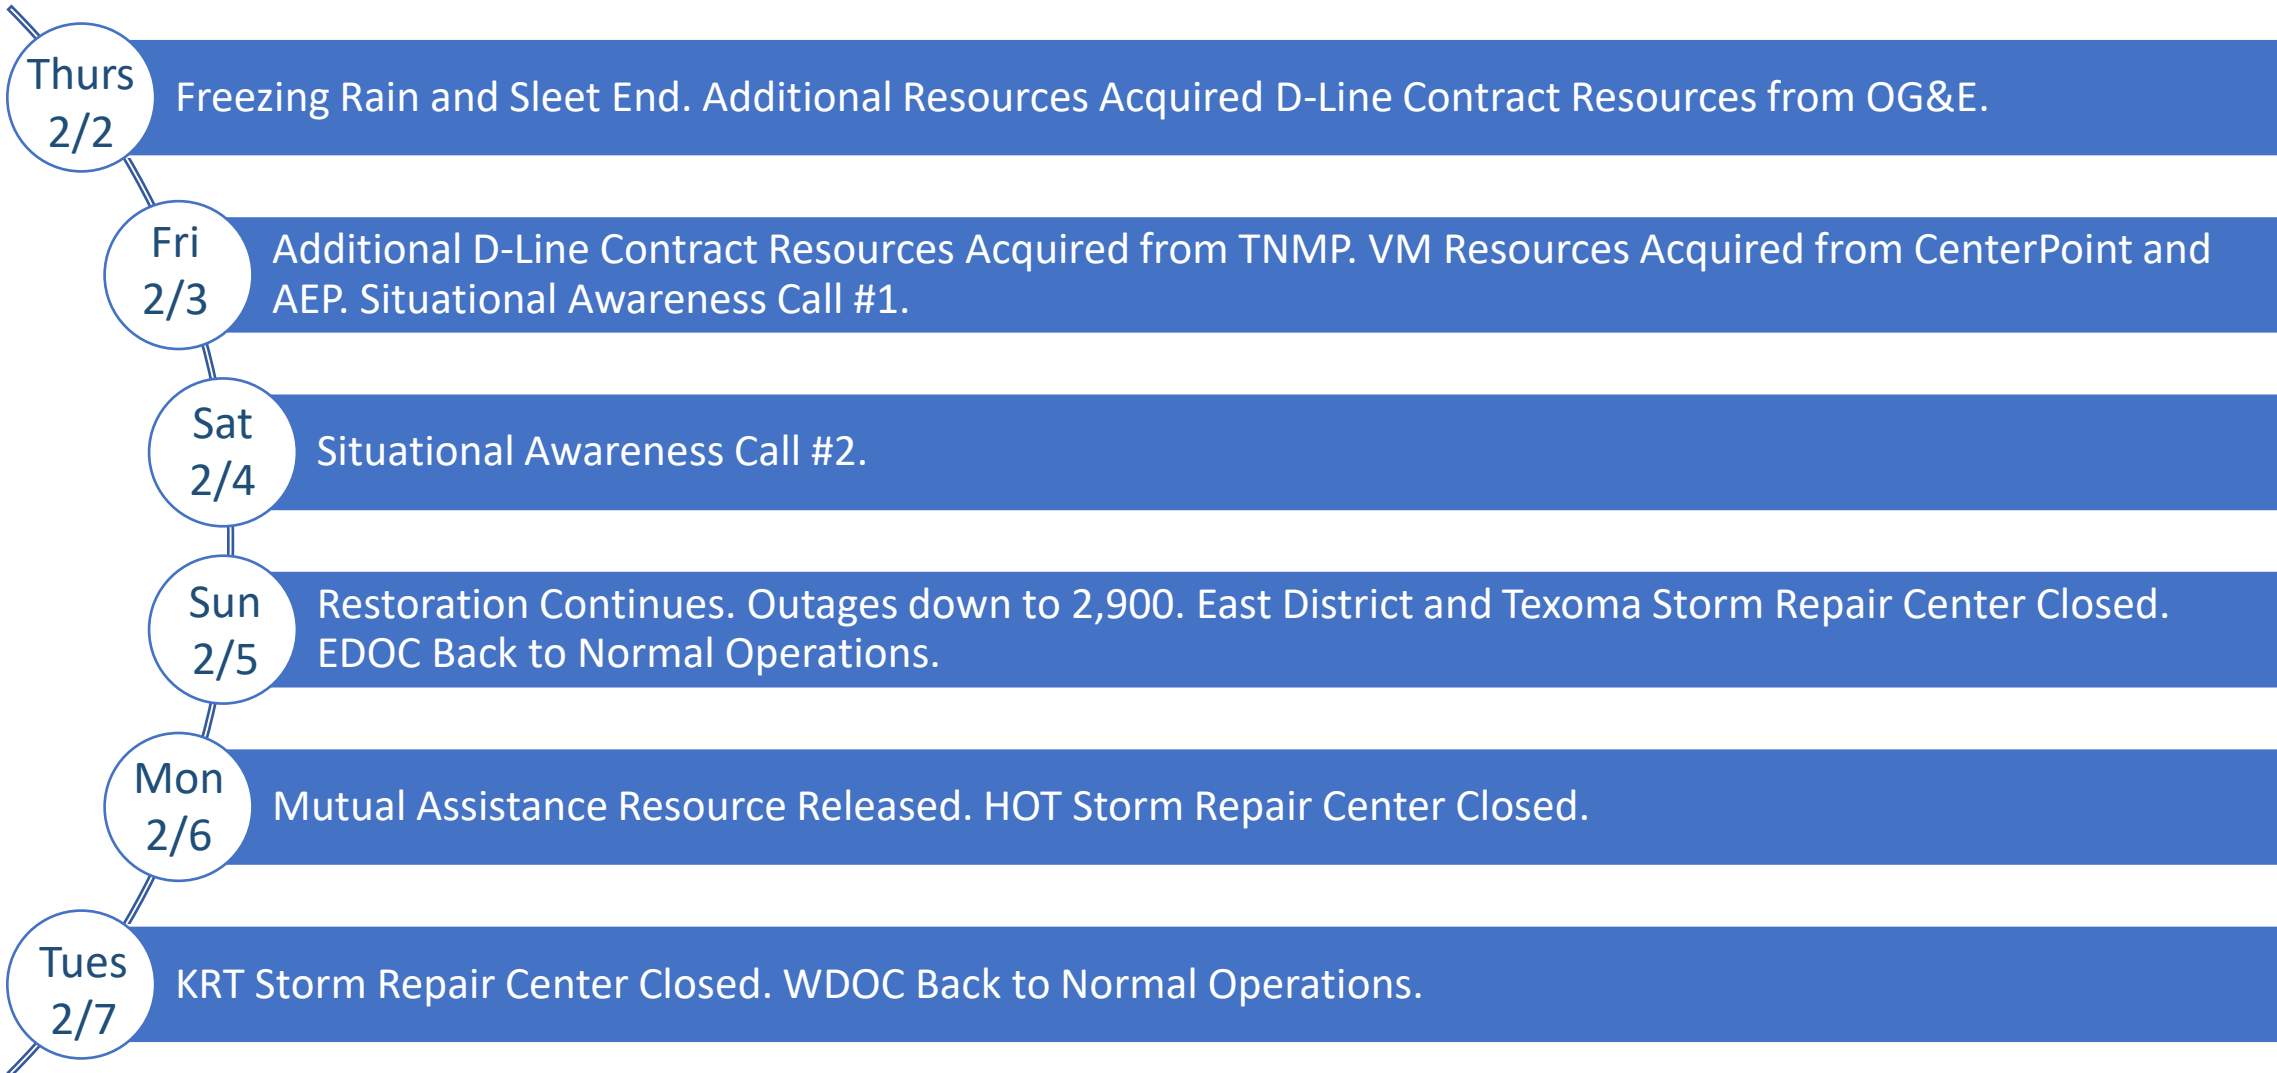 Thurs
2/2
Freezing Rain and Sleet End. Additional Resources Acquired D-Line Contract Resources from OG&E.
Fri
2/3
Additional D-Line Contract Resources Acquired from TNMP. VM Resources Acquired from CenterPoint and
AEP. Situational Awareness Call #1.
Sat
2/4
Situational Awareness Call #2.
Sun
2/5
Restoration Continues. Outages down to 2,900. East District and Texoma Storm Repair Center Closed.
EDOC Back to Normal Operations.
Mon
2/6
Mutual Assistance Resource Released. HOT Storm Repair Center Closed.
Tues
2/7
KRT Storm Repair Center Closed. WDOC Back to Normal Operations.